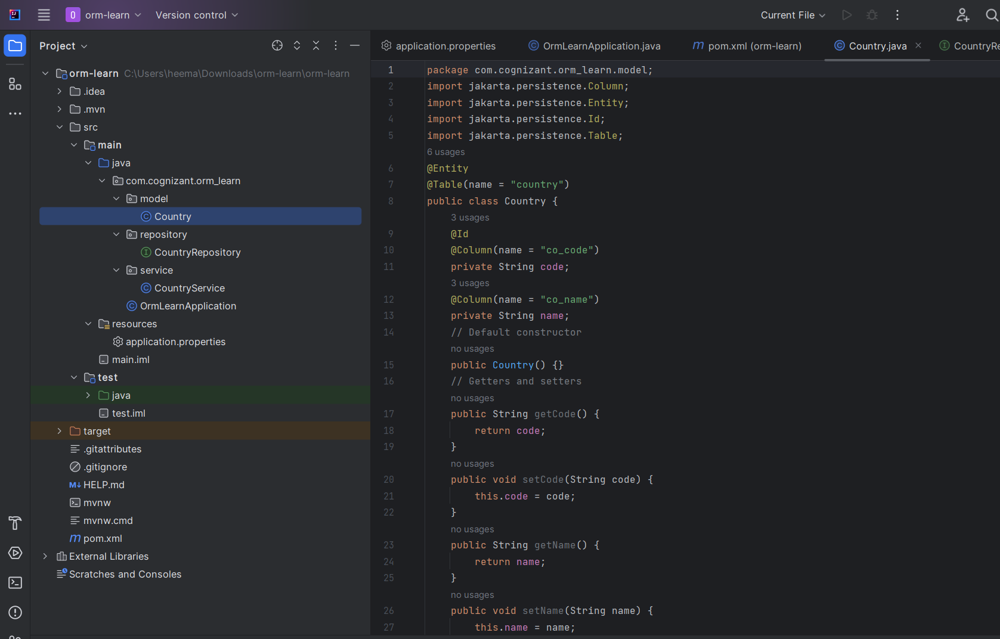 orm-learn
Version control
Current File
Project
application.properties
OrmLearnApplication.java
pom.xml (orm-learn)
Country.java
CountryRe
orm-learn C:\Users\heema\Downloads\orm-learn\orm-learn
.idea
.mvn
src
main
java
com.cognizant.orm_learn
model
Country
repository
CountryRepository
service
CountryService
OrmLearnApplication
resources
application.properties
main.iml
test
java
test.iml
target
.gitattributes
.gitignore
HELP.md
mvnw
mvnw.cmd
pom.xml
External Libraries
Scratches and Consoles
1 package com.cognizant.orm_learn.model;
2 import jakarta.persistence.Column;
3 import jakarta.persistence.Entity;
4 import jakarta.persistence.Id;
5 import jakarta.persistence.Table;
6 usages
6 @Entity
7 @Table(name = "country")
8 public class Country {
3 usages
9 @Id
10 @Column(name = "co_code")
11 private String code;
3 usages
12 @Column(name = "co_name")
13 private String name;
14 // Default constructor
no usages
15 public Country() {}
16 // Getters and setters
no usages
17 public String getCode() {
18 return code;
19 }
no usages
20 public void setCode(String code) {
21 this.code = code;
22 }
no usages
23 public String getName() {
24 return name;
25 }
no usages
26 public void setName(String name) {
27 this.name = name;